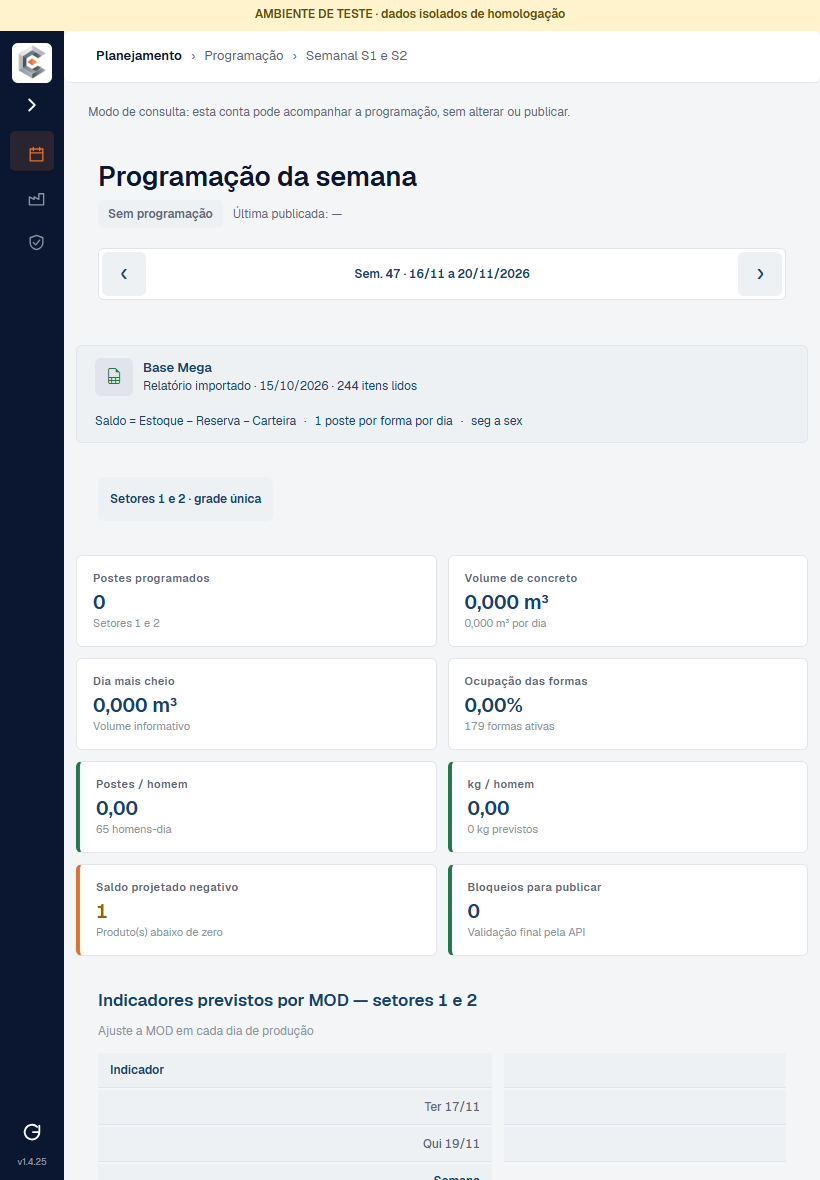 AMBIENTE DE TESTE · dados isolados de homologação
Planejamento › Programação › Semanal S1 e S2
Modo de consulta: esta conta pode acompanhar a programação, sem alterar ou publicar.
Programação da semana
Sem programação Última publicada: —
Sem. 47 · 16/11 a 20/11/2026
Base Mega
Relatório importado · 15/10/2026 · 244 itens lidos
Saldo = Estoque – Reserva – Carteira · 1 poste por forma por dia · seg a sex
Setores 1 e 2 · grade única
Postes programados
0
Setores 1 e 2
Volume de concreto
0,000 m³
0,000 m³ por dia
Dia mais cheio
0,000 m³
Volume informativo
Ocupação das formas
0,00%
179 formas ativas
Postes / homem
0,00
65 homens-dia
kg / homem
0,00
0 kg previstos
Saldo projetado negativo
1
Produto(s) abaixo de zero
Bloqueios para publicar
0
Validação final pela API
Indicadores previstos por MOD — setores 1 e 2
Ajuste a MOD em cada dia de produção
Indicador
Ter 17/11
Qui 19/11
Semana
v1.4.25